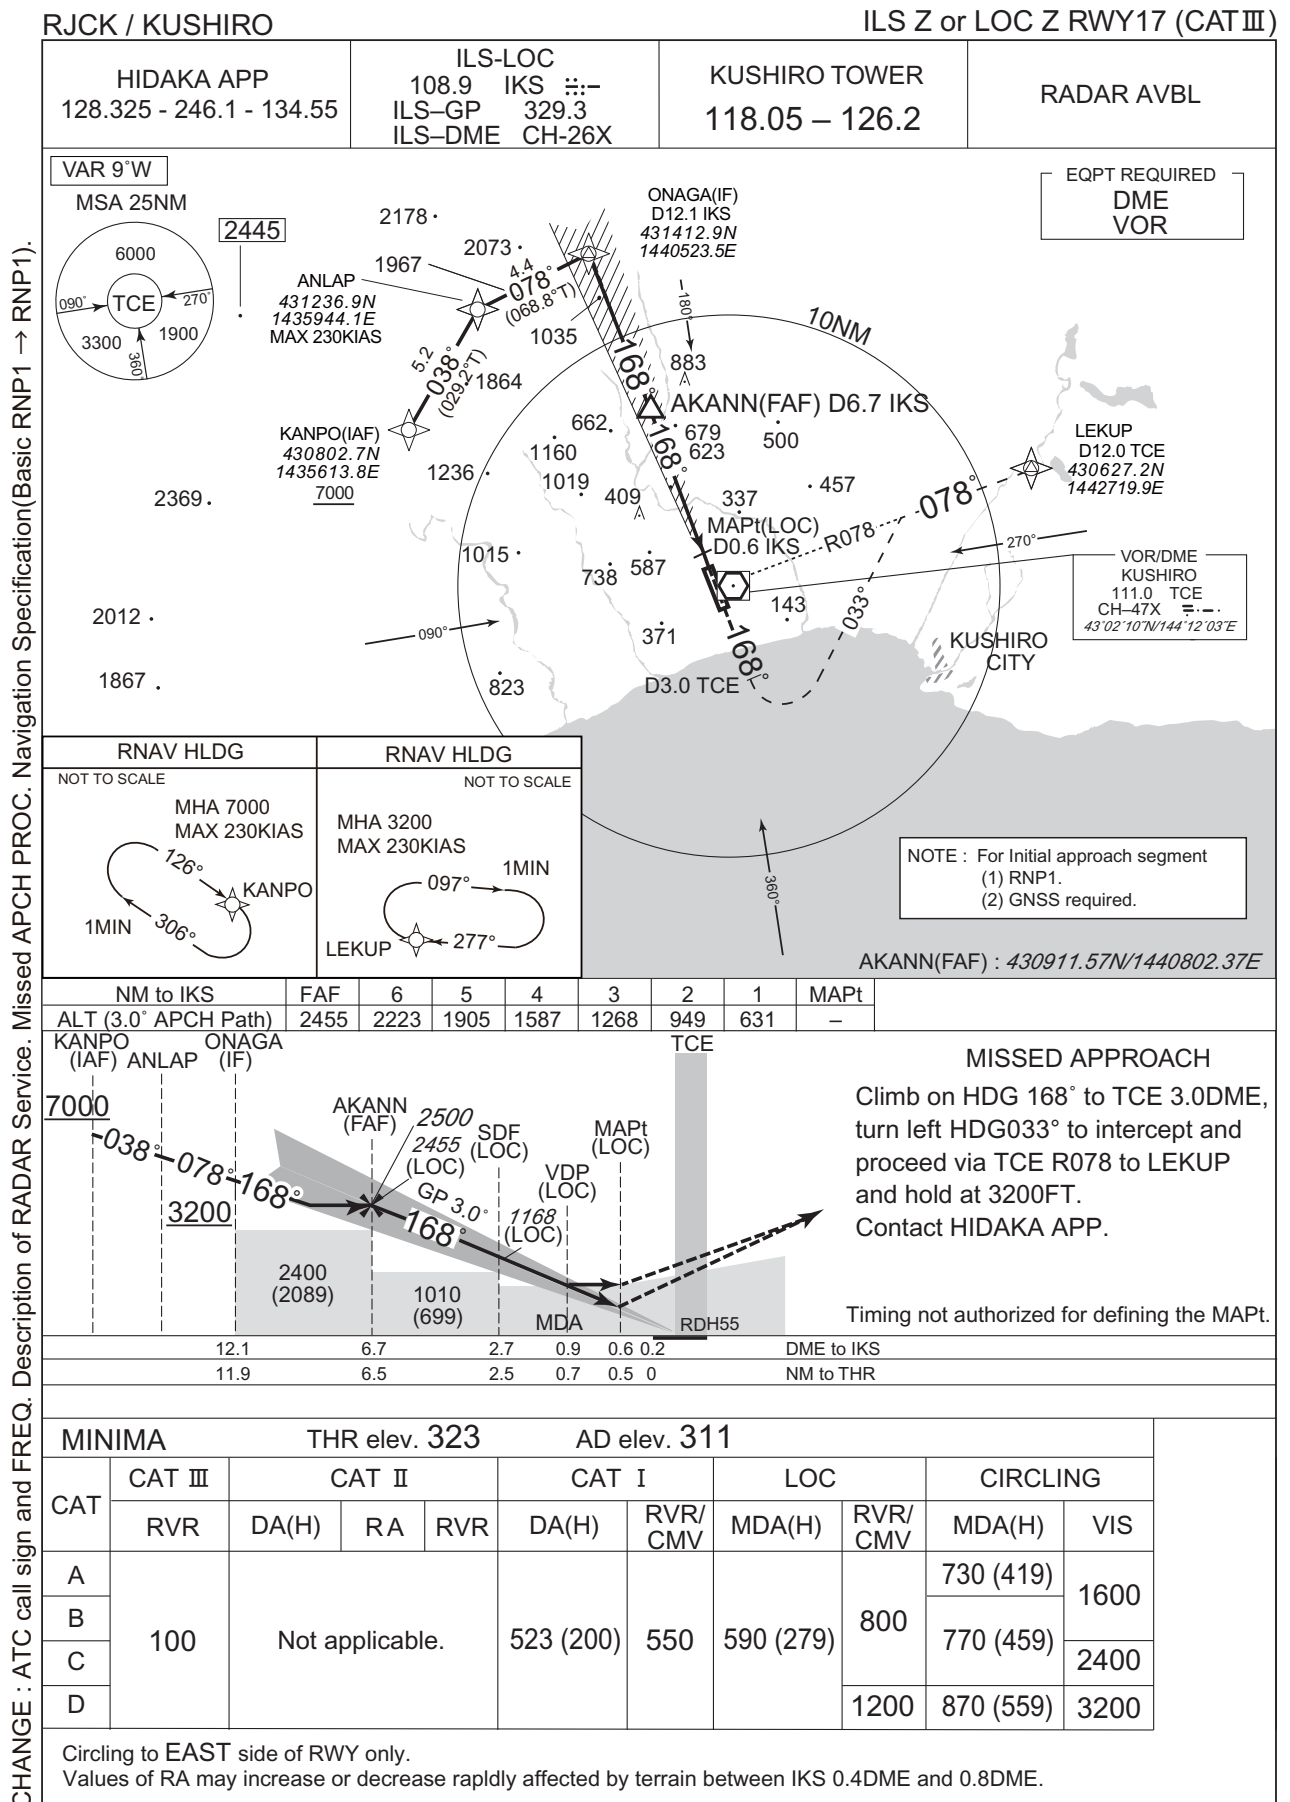 RJCK / KUSHIRO
ILS Z or LOC Z RWY17 (CATⅢ)
HIDAKA APP
128.325 - 246.1 - 134.55
ILS-LOC
108.9 IKS
ILS–GP 329.3
ILS–DME CH-26X
KUSHIRO TOWER
118.05 – 126.2
RADAR AVBL
VAR 9°W
MSA 25NM
6000
090°
TCE
270°
3300
1900
360°
2445
2178
2073
1967
ANLAP
431236.9N
1435944.1E
MAX 230KIAS
4.4
078°
(068.8°T)
ONAGA(IF)
D12.1 IKS
431412.9N
1440523.5E
EQPT REQUIRED
DME
VOR
180°
10NM
1035
168°
883
5.2
038°
(029.2°T)
1864
AKANN(FAF) D6.7 IKS
KANPO(IAF)
430802.7N
1435613.8E
7000
662
1160
1236
1019
409
168°
679
623
500
457
337
LEKUP
D12.0 TCE
430627.2N
1442719.9E
2369
MAPt(LOC)
D0.6 IKS
R078
078°
270°
1015
738
587
VOR/DME
KUSHIRO
111.0 TCE
CH–47X
43°02´10˝N/144°12´03˝E
2012
090°
371
143
033°
KUSHIRO
CITY
1867
823
168°
D3.0 TCE
RNAV HLDG
NOT TO SCALE
MHA 7000
MAX 230KIAS
126°
KANPO
1MIN
306°
RNAV HLDG
NOT TO SCALE
MHA 3200
MAX 230KIAS
1MIN
097°
LEKUP
277°
360°
NOTE : For Initial approach segment
(1) RNP1.
(2) GNSS required.
AKANN(FAF) : 430911.57N/1440802.37E
NM to IKS FAF 6 5 4 3 2 1 MAPt
ALT (3.0° APCH Path) 2455 2223 1905 1587 1268 949 631 –
KANPO
(IAF)
ANLAP
ONAGA
(IF)
TCE
7000
038°
078°
168°
3200
AKANN
(FAF)
2500
2455
(LOC)
SDF
(LOC)
GP 3.0°
168°
1168
(LOC)
VDP
(LOC)
MAPt
(LOC)
2400
(2089)
1010
(699)
MDA
RDH55
MISSED APPROACH
Climb on HDG 168° to TCE 3.0DME,
turn left HDG033° to intercept and
proceed via TCE R078 to LEKUP
and hold at 3200FT.
Contact HIDAKA APP.
Timing not authorized for defining the MAPt.
12.1 6.7 2.7 0.9 0.6 0.2 DME to IKS
11.9 6.5 2.5 0.7 0.5 0 NM to THR
MINIMA THR elev. 323 AD elev. 311
CAT
CAT Ⅲ CAT Ⅱ CAT Ⅰ LOC CIRCLING
RVR DA(H) RA RVR DA(H) RVR/CMV MDA(H) RVR/CMV MDA(H) VIS
A
B
C
D
100
Not applicable.
523 (200)
550
590 (279)
800
1200
730 (419)
770 (459)
870 (559)
1600
2400
3200
Circling to EAST side of RWY only.
Values of RA may increase or decrease rapIdly affected by terrain between IKS 0.4DME and 0.8DME.
CHANGE : ATC call sign and FREQ. Description of RADAR Service. Missed APCH PROC. Navigation Specification(Basic RNP1 → RNP1).